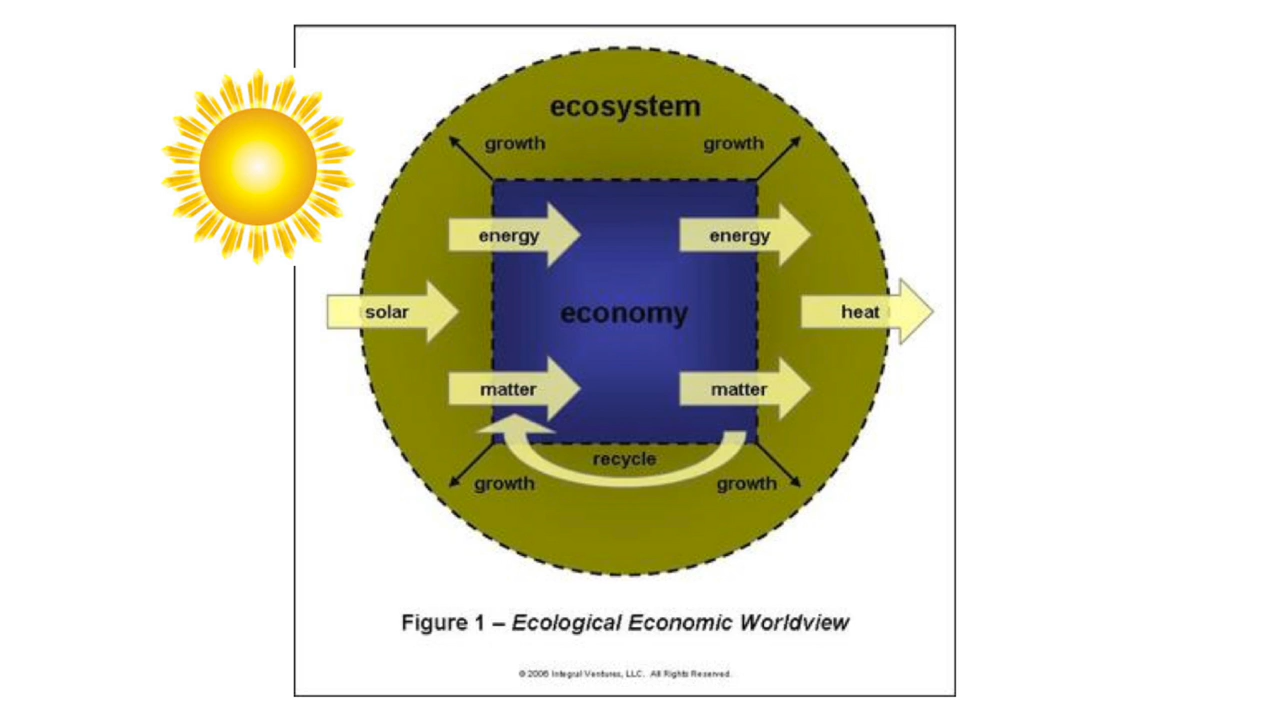 ecosystem
growth
growth
energy
energy
solar
economy
heat
matter
matter
recycle
growth
growth
Figure 1 – Ecological Economic Worldview
© 2006 Integral Ventures, LLC. All Rights Reserved.